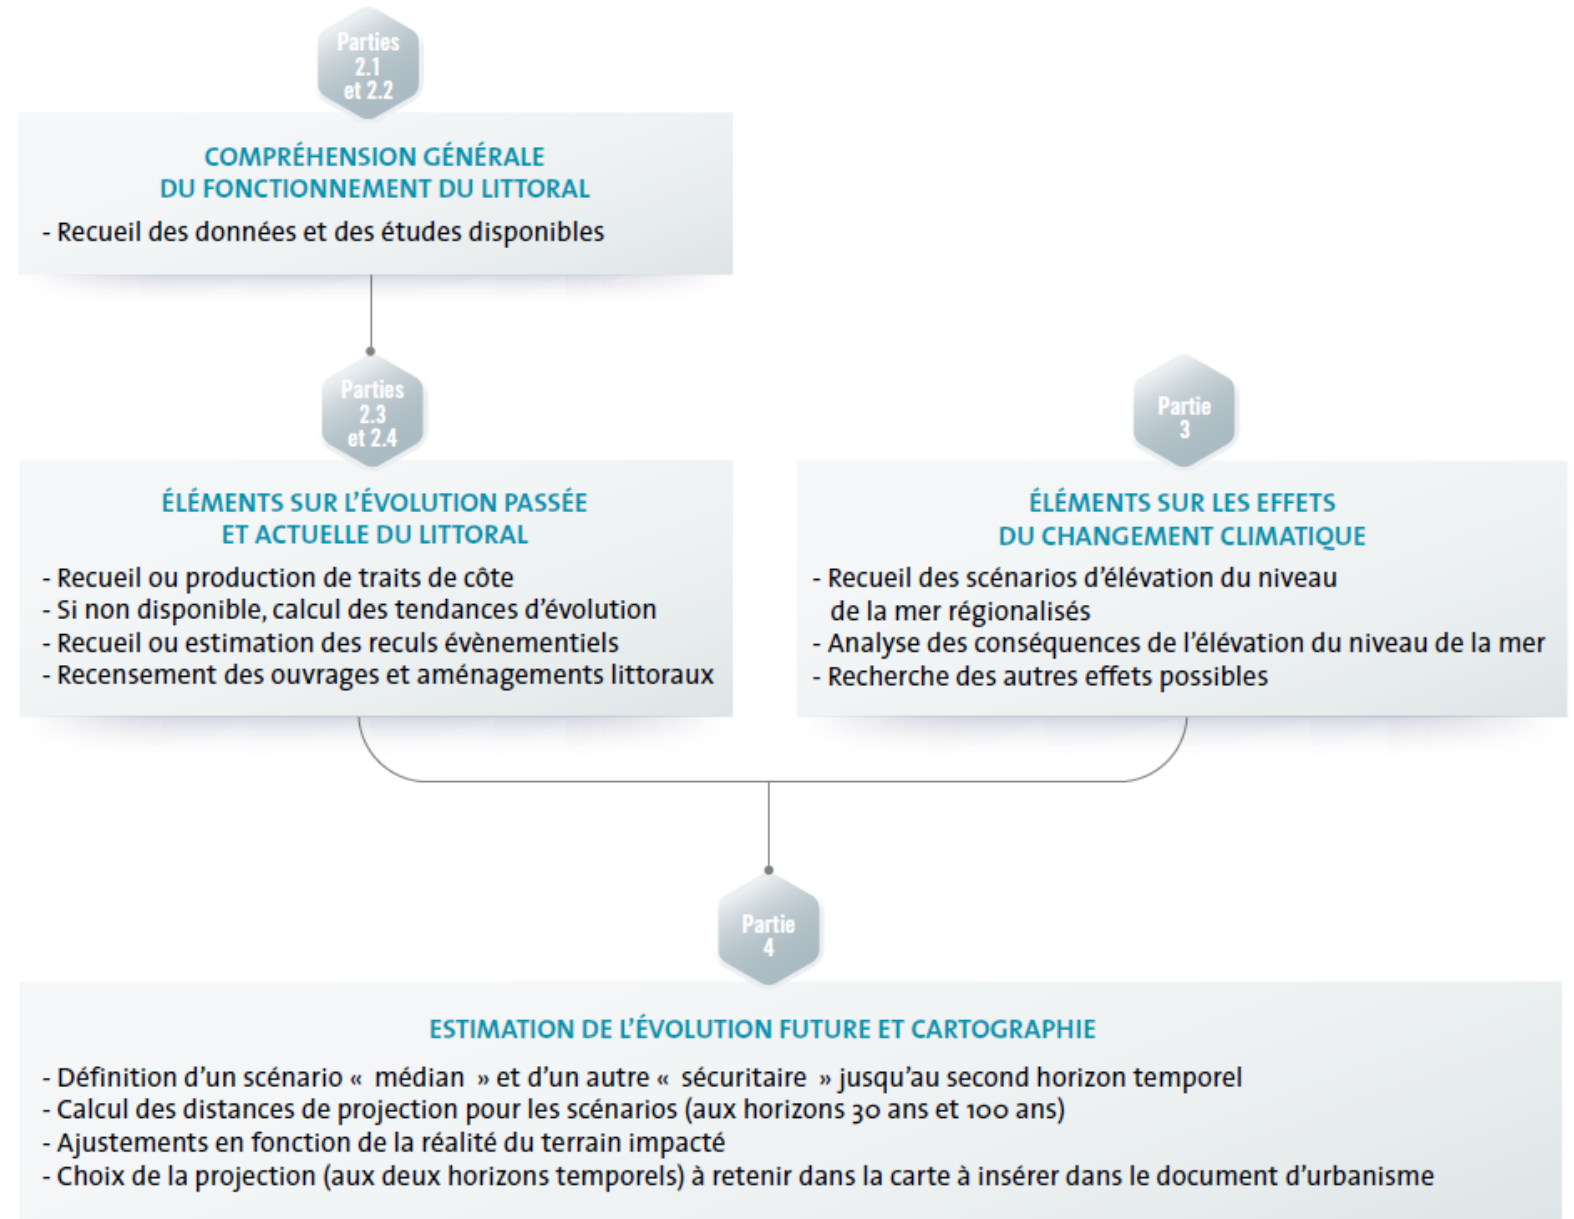 Parties
2.1
et 2.2
COMPRÉHENSION GÉNÉRALE
DU FONCTIONNEMENT DU LITTORAL
- Recueil des données et des études disponibles
Parties
2.3
et 2.4
ÉLÉMENTS SUR L’ÉVOLUTION PASSÉE
ET ACTUELLE DU LITTORAL
- Recueil ou production de traits de côte
- Si non disponible, calcul des tendances d’évolution
- Recueil ou estimation des reculs évènementiels
- Recensement des ouvrages et aménagements littoraux
Partie
3
ÉLÉMENTS SUR LES EFFETS
DU CHANGEMENT CLIMATIQUE
- Recueil des scénarios d’élévation du niveau
de la mer régionalisés
- Analyse des conséquences de l’élévation du niveau de la mer
- Recherche des autres effets possibles
Partie
4
ESTIMATION DE L’ÉVOLUTION FUTURE ET CARTOGRAPHIE
- Définition d’un scénario « médian » et d’un autre « sécuritaire » jusqu’au second horizon temporel
- Calcul des distances de projection pour les scénarios (aux horizons 30 ans et 100 ans)
- Ajustements en fonction de la réalité du terrain impacté
- Choix de la projection (aux deux horizons temporels) à retenir dans la carte à insérer dans le document d’urbanisme